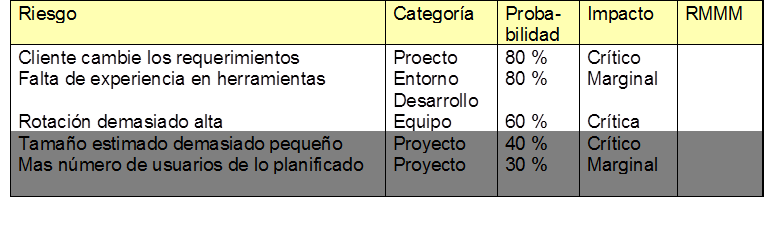 Riesgo Categoría Proba- Impacto RMMM
bilidad
Cliente cambie los requerimientos Proecto 80 % Crítico
Falta de experiencia en herramientas Entorno 80 % Marginal
Desarrollo
Rotación demasiado alta Equipo 60 % Crítica
Tamaño estimado demasiado pequeño Proyecto 40 % Crítico
Mas número de usuarios de lo planificado Proyecto 30 % Marginal